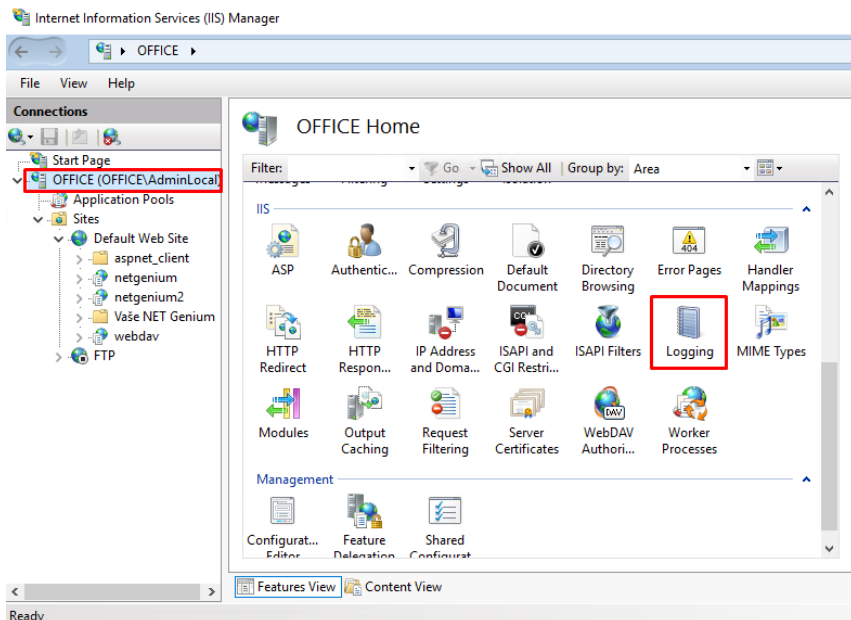 Internet Information Services (IIS) Manager
OFFICE
File View Help
Connections
Start Page
OFFICE (OFFICE\AdminLocal)
Application Pools
Sites
Default Web Site
aspnet_client
netgenium
netgenium2
Vaše NET Genium
webdav
FTP
OFFICE Home
Filter: Go Show All Group by: Area
IIS
ASP Authentic... Compression Default Document Directory Browsing Error Pages Handler Mappings
HTTP Redirect HTTP Respon... IP Address and Doma... ISAPI and CGI Restri... ISAPI Filters Logging MIME Types
Modules Output Caching Request Filtering Server Certificates WebDAV Authori... Worker Processes
Management
Configurat... Editor Feature Delegation Shared Configurat...
Features View Content View
Ready